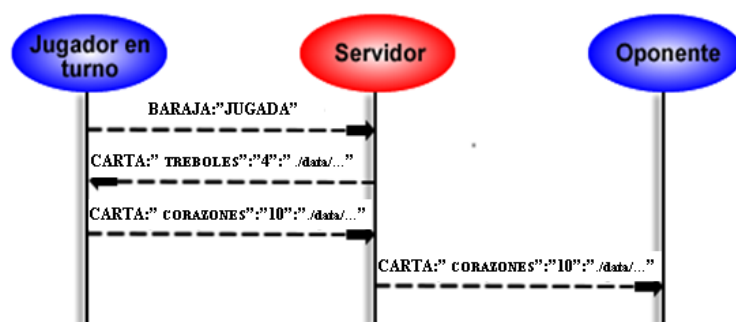 Jugador en
turno
Servidor
Oponente
BARAJA:”JUGADA”
CARTA:” TREBOLES”:”4”:” ./data/...”
CARTA:” CORAZONES”:”10”:”./data/...”
CARTA:” CORAZONES”:”10”:”./data/...”